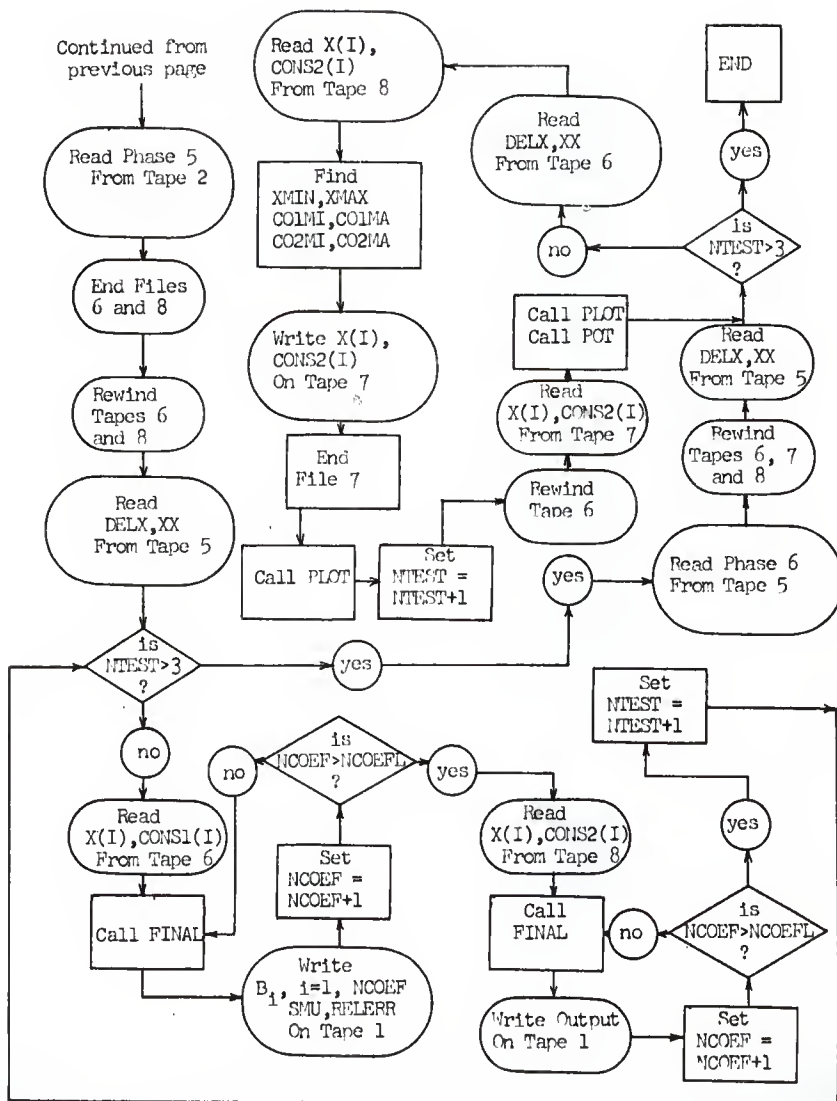 Continued from
previous page
Read Phase 5
From Tape 2
End Files
6 and 8
Rewind
Tapes 6
and 8
Read
DELX,XX
From Tape 5
is
NTEST>3
?
no
Read
X(I),CONS1(I)
From Tape 6
Call FINAL
Write
Bi, i=1, NCOEF
SMU,RELERR
On Tape 1
Set
NCOEF =
NCOEF+1
is
NCOEF>NCOEFL
?
no
yes
Read
X(I),CONS2(I)
From Tape 8
Call
FINAL
Write Output
On Tape 1
Set
NCOEF =
NCOEF+1
is
NCOEF>NCOEFL
?
no
yes
Set
NTEST =
NTEST+1
yes
yes
Read Phase 6
From Tape 5
Rewind
Tapes 6, 7
and 8
Read
DELX,XX
From Tape 5
is
NTEST>3
?
yes
END
no
Read
DELX,XX
From Tape 6
Read X(I),
CONS2(I)
From Tape 8
Find
XMIN,XMAX
CO1MI,CO1MA
CO2MI,CO2MA
Write X(I),
CONS2(I)
On Tape 7
End
File 7
Call PLOT
Set
NTEST =
NTEST+1
Rewind
Tape 6
Read
X(I),CONS2(I)
From Tape 7
Call PLOT
Call POT